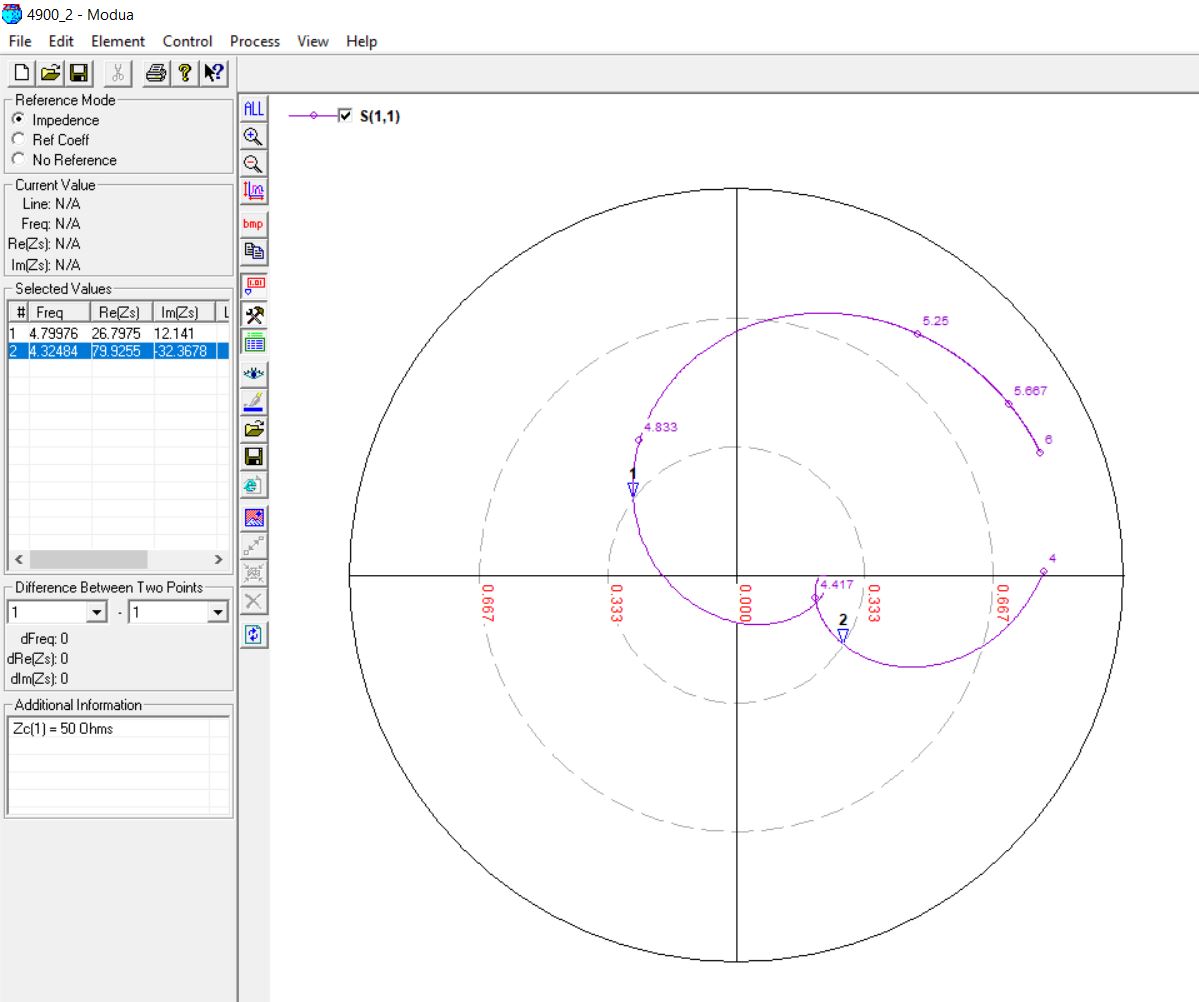 4900_2 - Modua
File Edit Element Control Process View Help
Reference Mode
Impedence
Ref Coeff
No Reference
Current Value
Line: N/A
Freq: N/A
Re(Zs): N/A
Im(Zs): N/A
Selected Values
# Freq Re(Zs) Im(Zs) L
1 4.79976 26.7975 12.141
2 4.32484 79.9255 -32.3678
Difference Between Two Points
1 - 1
dFreq: 0
dRe(Zs): 0
dIm(Zs): 0
Additional Information
Zc(1) = 50 Ohms
ALL
bmp
1.01
S(1,1)
5.25
5.667
6
4.833
1
4
4.417
2
0.667
0.333
0.000
0.333
0.667